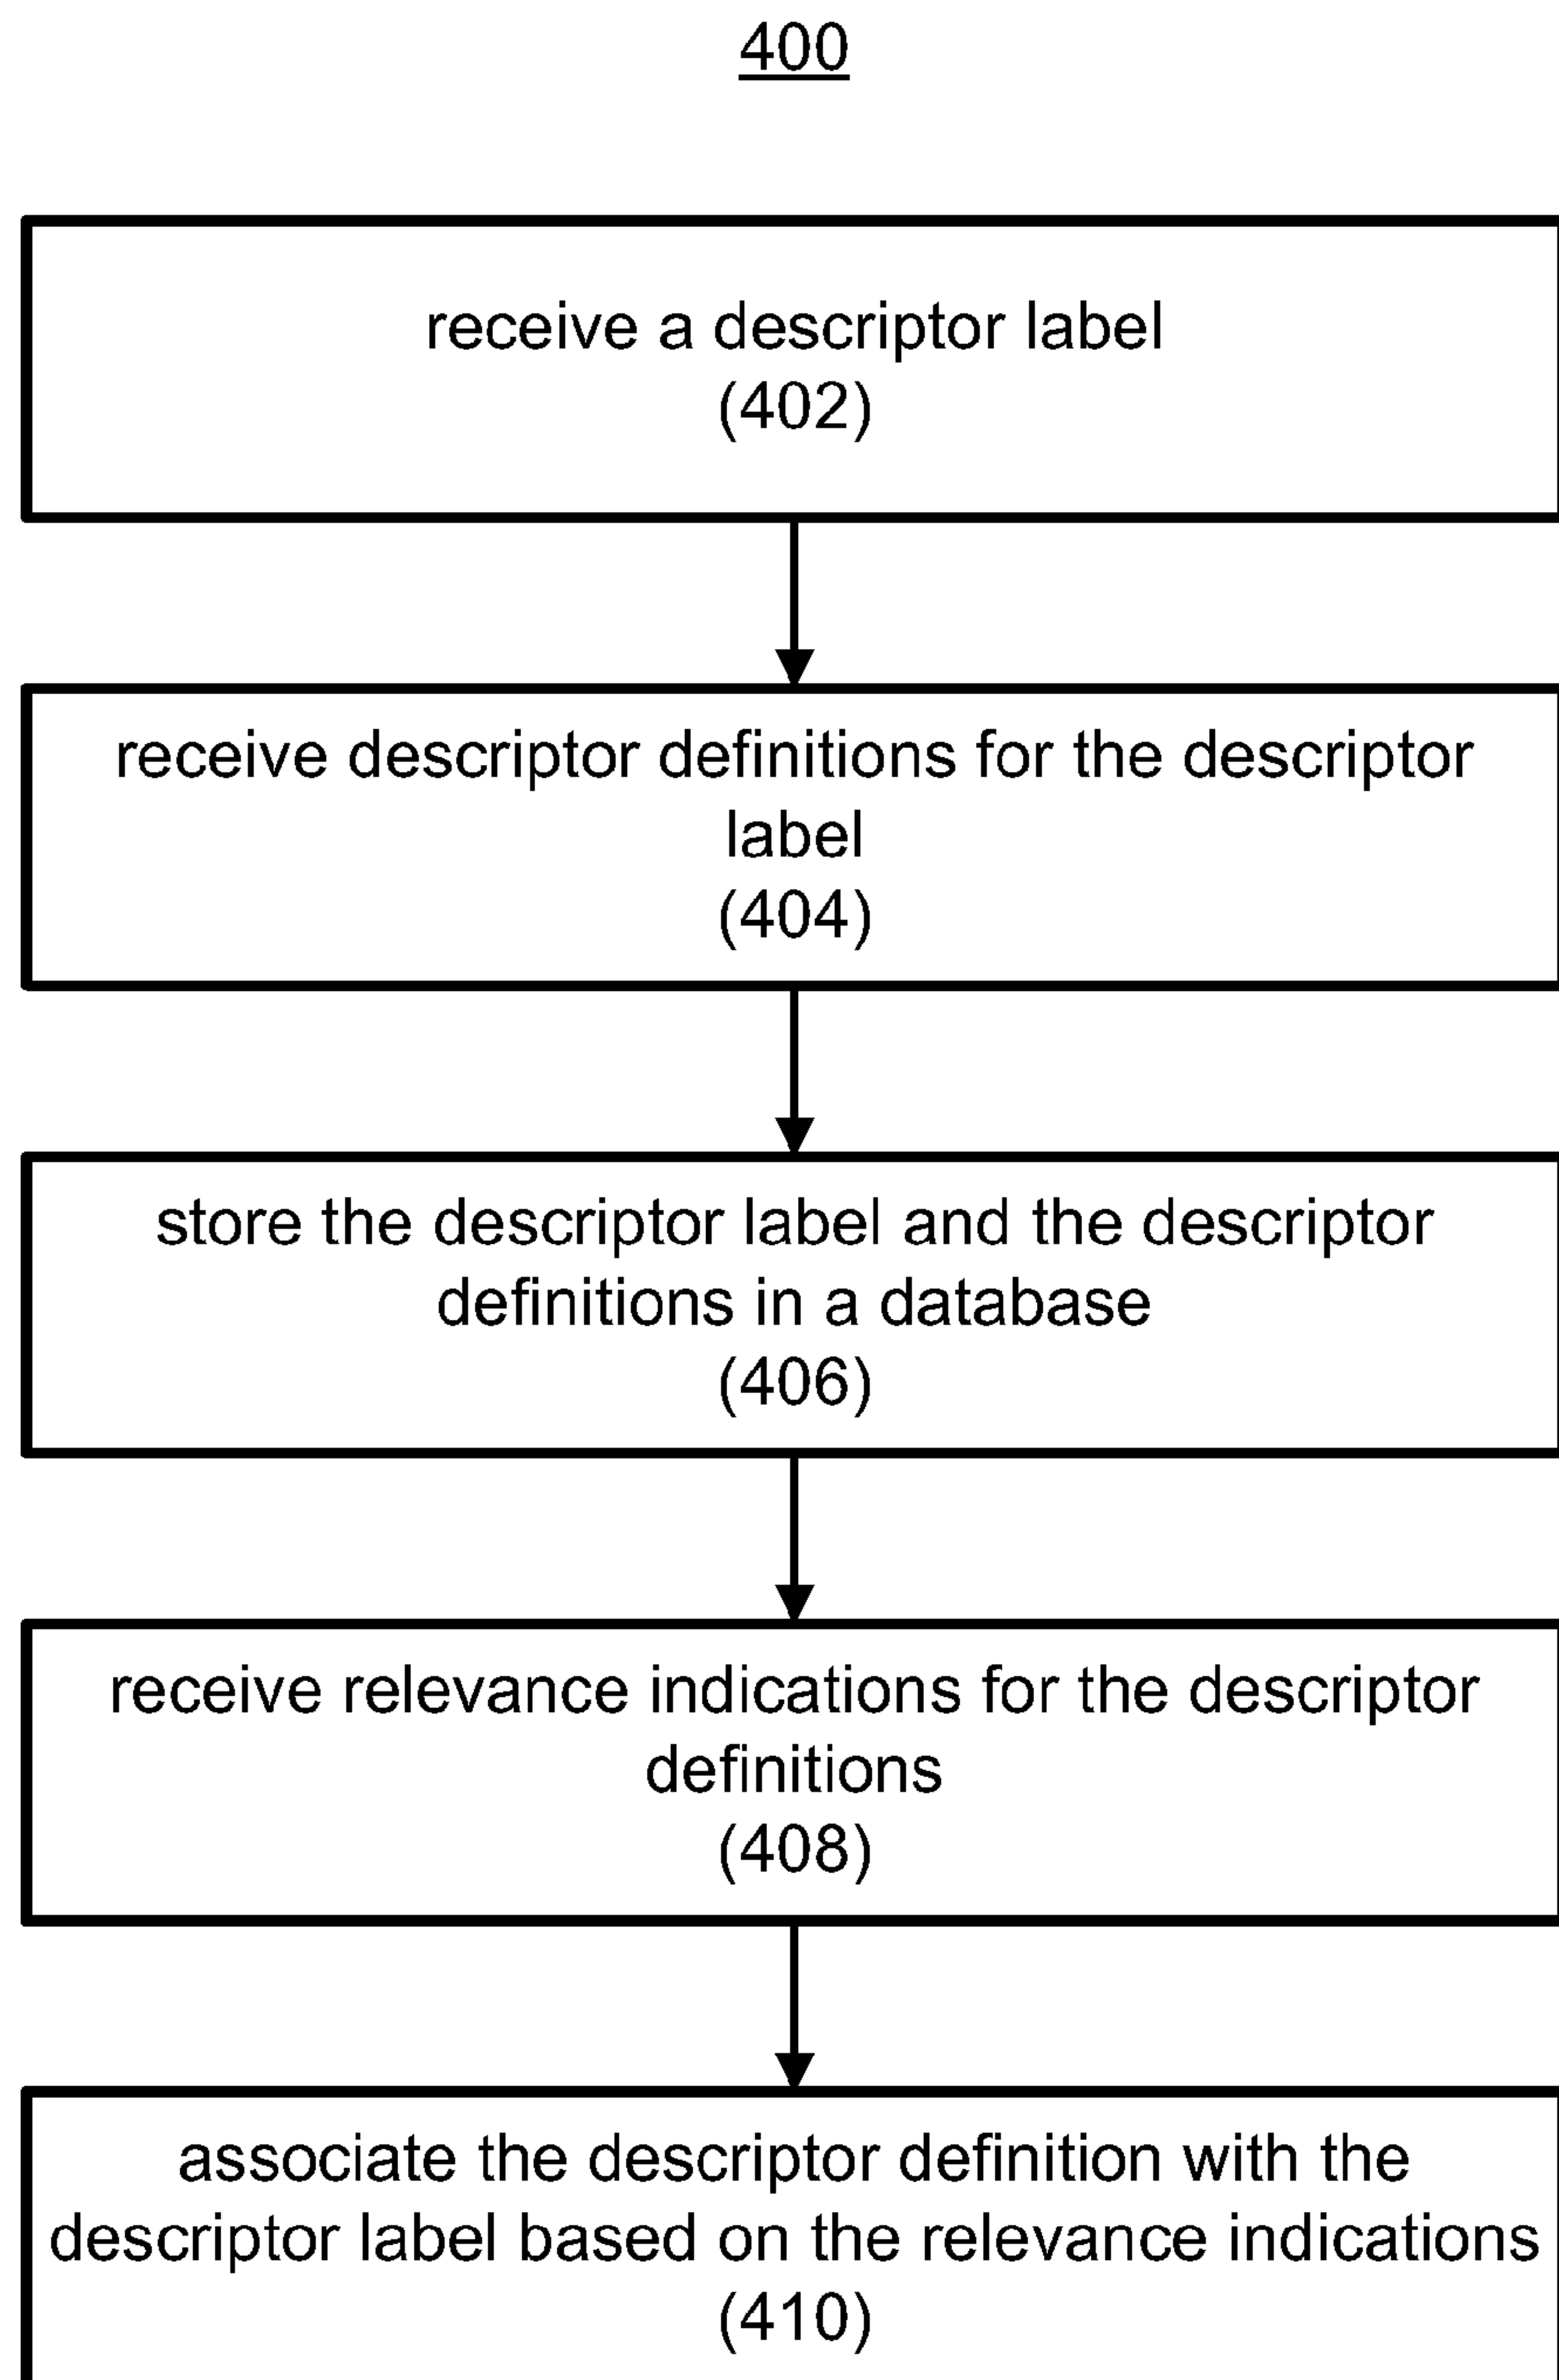 400
receive a descriptor label
(402)
receive descriptor definitions for the descriptor
label
(404)
store the descriptor label and the descriptor
definitions in a database
(406)
receive relevance indications for the descriptor
definitions
(408)
associate the descriptor definition with the
descriptor label based on the relevance indications
(410)